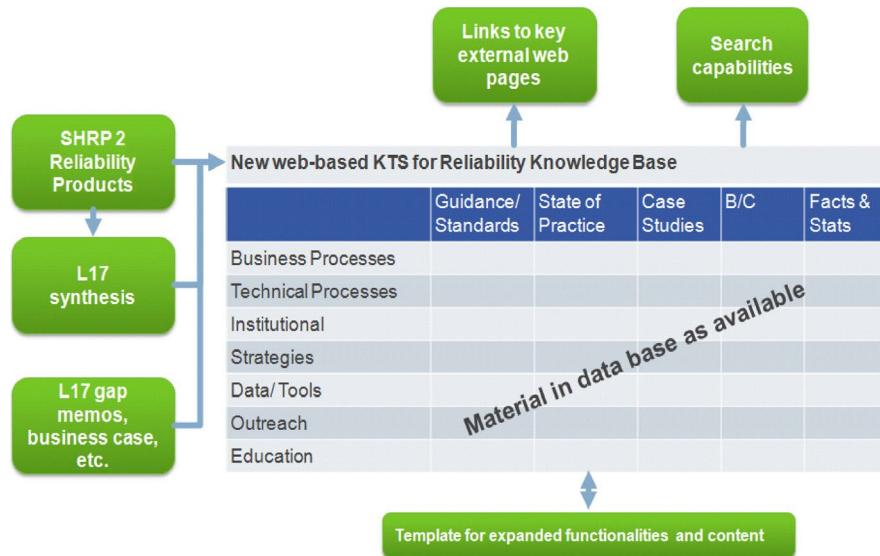 Links to key
external web
pages
Search
capabilities
SHRP 2
Reliability
Products
New web-based KTS for Reliability Knowledge Base
Guidance/
Standards
State of
Practice
Case
Studies
B/C
Facts &
Stats
L17
synthesis
Business Processes
Technical Processes
Institutional
Strategies
Data/ Tools
Outreach
Education
Material in data base as available
L17 gap
memos,
business case,
etc.
Template for expanded functionalities and content